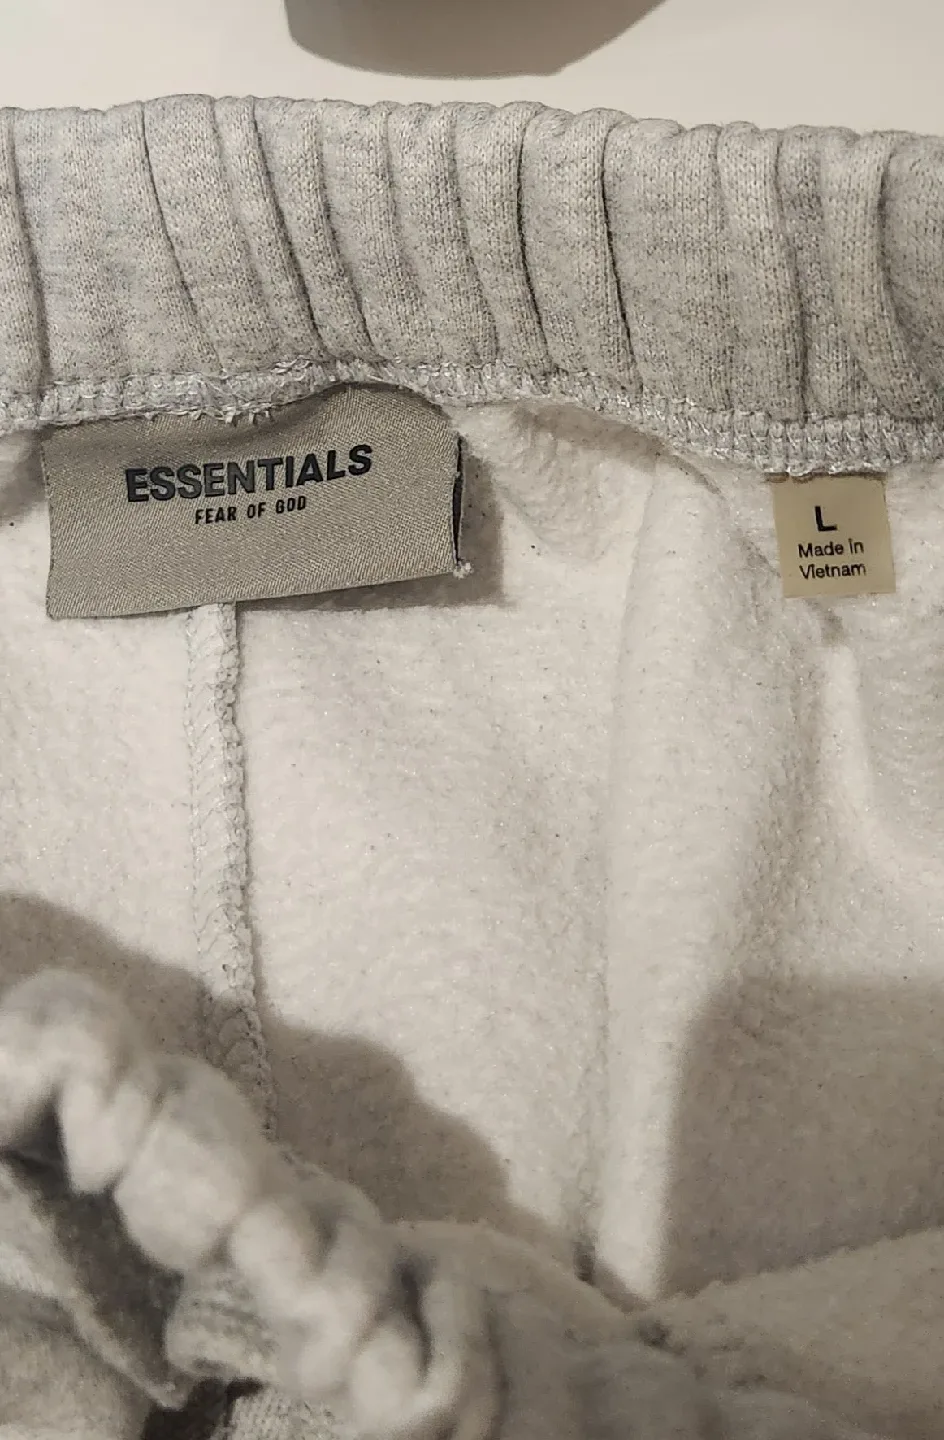 ESSENTIALS
FEAR OF GOD
L
Made in
Vietnam